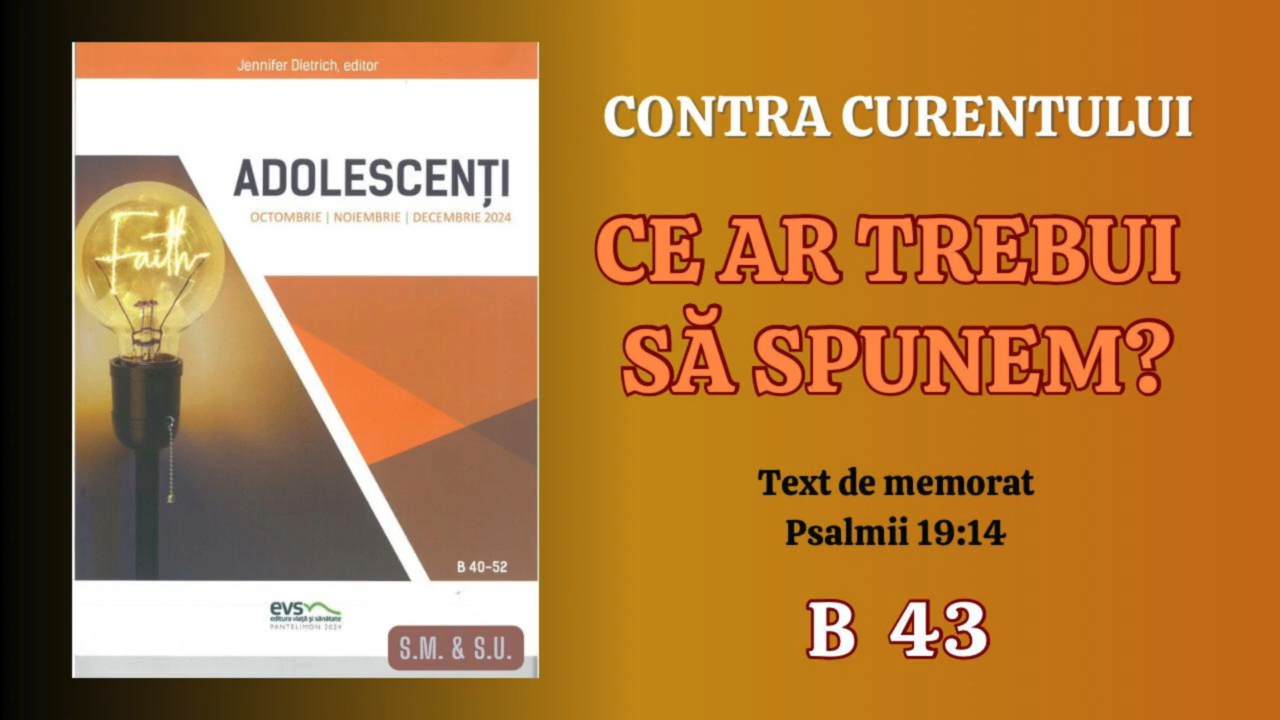 Jennifer Dietrich, editor
ADOLESCENȚI
OCTOMBRIE | NOIEMBRIE | DECEMBRIE 2024
Faith
B 40-52
evs
editura viață și sănătate
PANTELIMON 2024
S.M. & S.U.
CONTRA CURENTULUI
CE AR TREBUI
SĂ SPUNEM?
Text de memorat
Psalmii 19:14
B 43